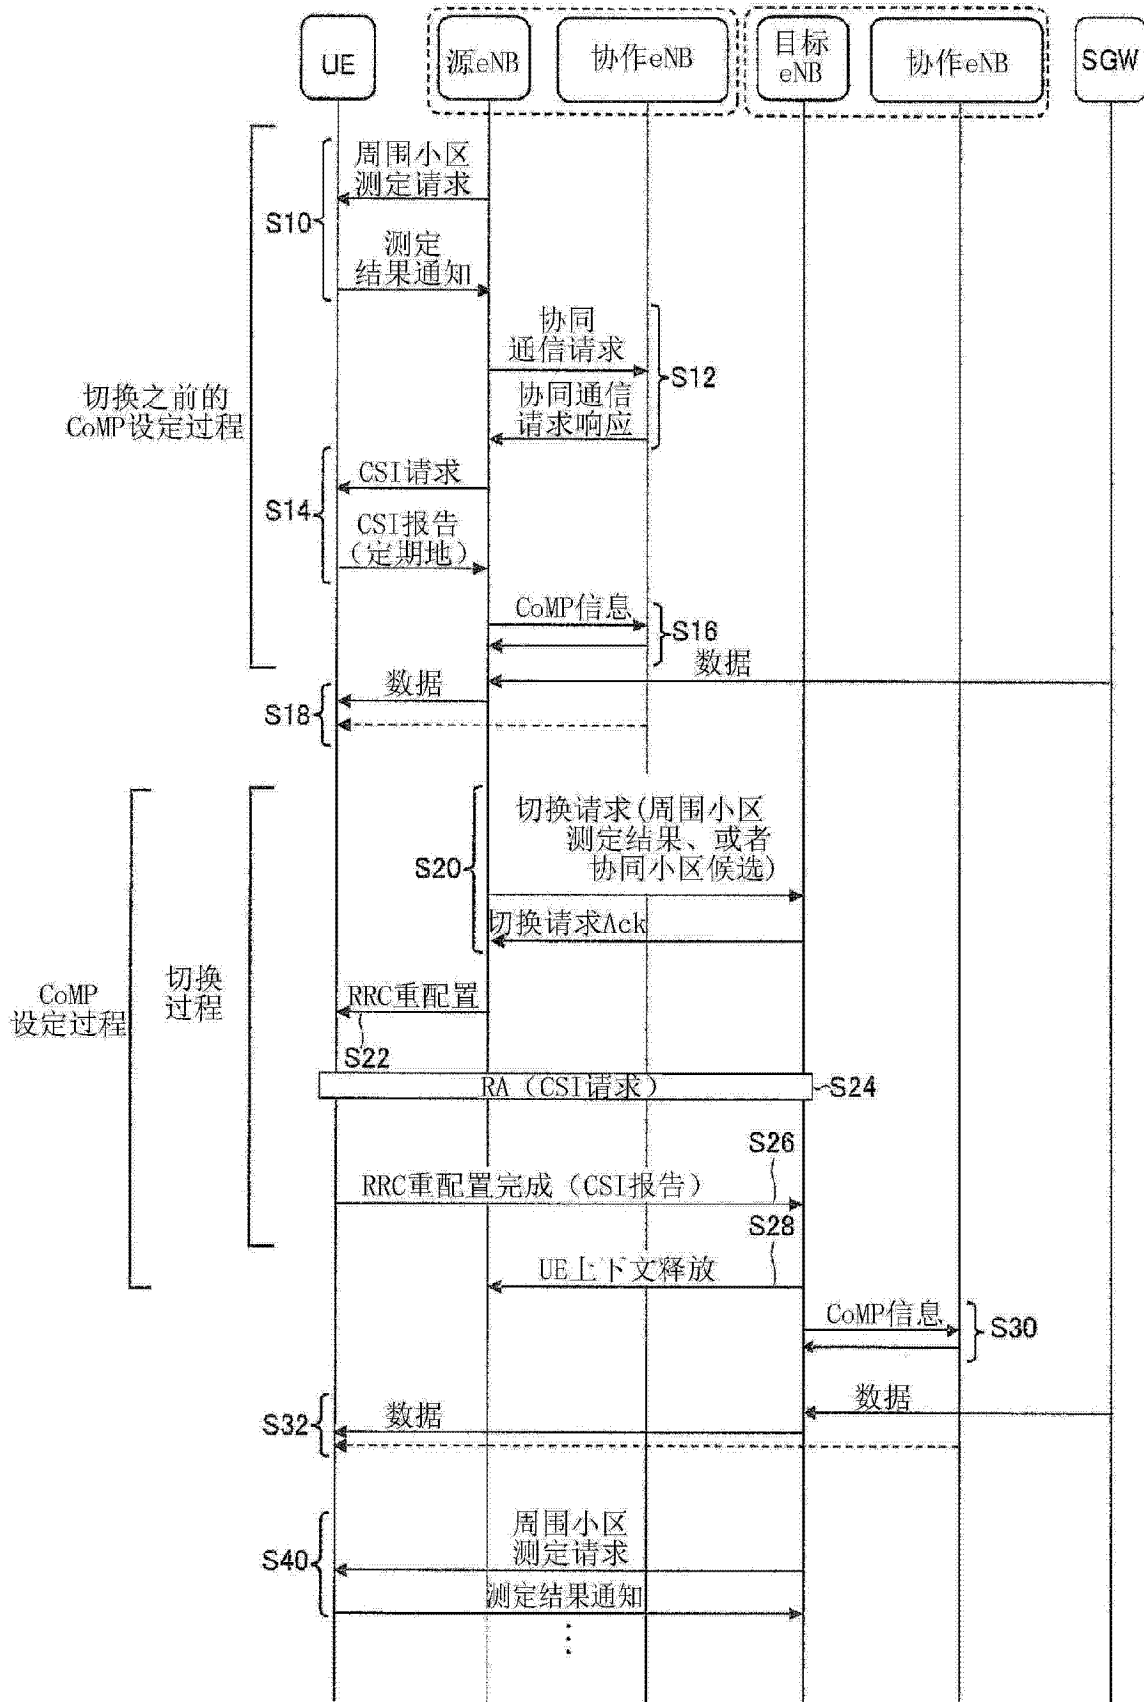 UE
源eNB
协作eNB
目标
eNB
协作eNB
SGW
周围小区
测定请求
S10
测定
结果通知
协同
通信请求
S12
协同通信
请求响应
切换之前的
CoMP设定过程
CSI请求
S14
CSI报告
(定期地)
CoMP信息
S16
数据
数据
S18
切换请求(周围小区
测定结果、或者
协同小区候选)
S20
切换请求Ack
切换
过程
CoMP
设定过程
RRC重配置
S22
RA（CSI请求）
S24
S26
RRC重配置完成（CSI报告）
S28
UE上下文释放
CoMP信息
S30
数据
数据
S32
周围小区
测定请求
S40
测定结果通知
⋮